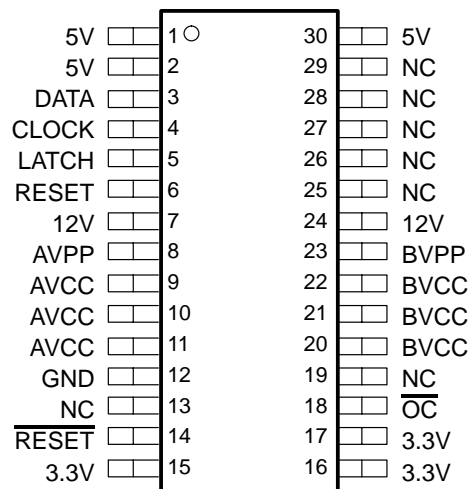 5V 1 30 5V
5V 2 29 NC
DATA 3 28 NC
CLOCK 4 27 NC
LATCH 5 26 NC
RESET 6 25 NC
12V 7 24 12V
AVPP 8 23 BVPP
AVCC 9 22 BVCC
AVCC 10 21 BVCC
AVCC 11 20 BVCC
GND 12 19 NC
NC 13 18 O̅C̅
R̅E̅S̅E̅T̅ 14 17 3.3V
3.3V 15 16 3.3V